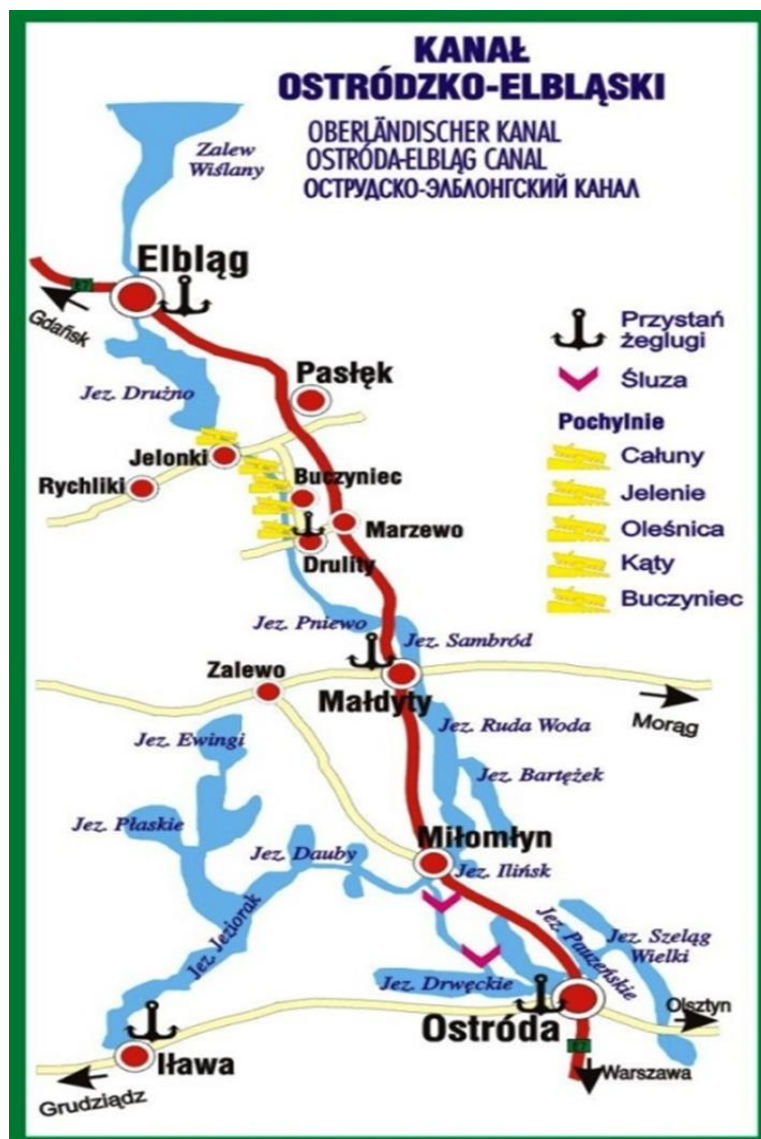 KANAŁ
OSTRÓDZKO-ELBLĄSKI
OBERLÄNDISCHER KANAL
OSTRÓDA-ELBLĄG CANAL
ОСТРУДСКО-ЭЛБЛОНГСКИЙ КАНАЛ
Zalew
Wiślany
Elbląg
E7
Gdańsk
Przystań
żeglugi
Śluza
Pochylnie
Całuny
Jelenie
Oleśnica
Kąty
Buczyniec
Pasłęk
Jez. Drużno
Jelonki
Rychliki
Buczyniec
Marzewo
Drulity
Jez. Pniewo
Jez. Sambród
Zalewo
Małdyty
Morąg
Jez. Ruda Woda
Jez. Ewingi
Jez. Bartężek
Jez. Płaskie
Miłomłyn
Jez. Dauby
Jez. Ilińsk
Jez. Jeziorak
Jez. Pauzeńskie
Jez. Szeląg
Wielki
Jez. Drwęckie
Olsztyn
Ostróda
E7
Iława
Warszawa
Grudziądz